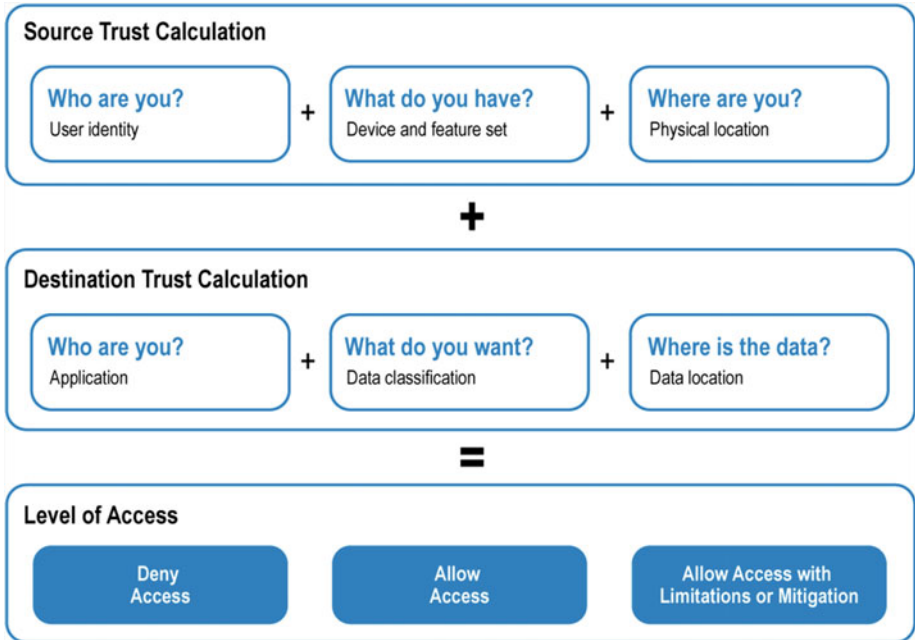 Source Trust Calculation
Who are you?
User identity
+
What do you have?
Device and feature set
+
Where are you?
Physical location
+
Destination Trust Calculation
Who are you?
Application
+
What do you want?
Data classification
+
Where is the data?
Data location
=
Level of Access
Deny
Access
Allow
Access
Allow Access with
Limitations or Mitigation